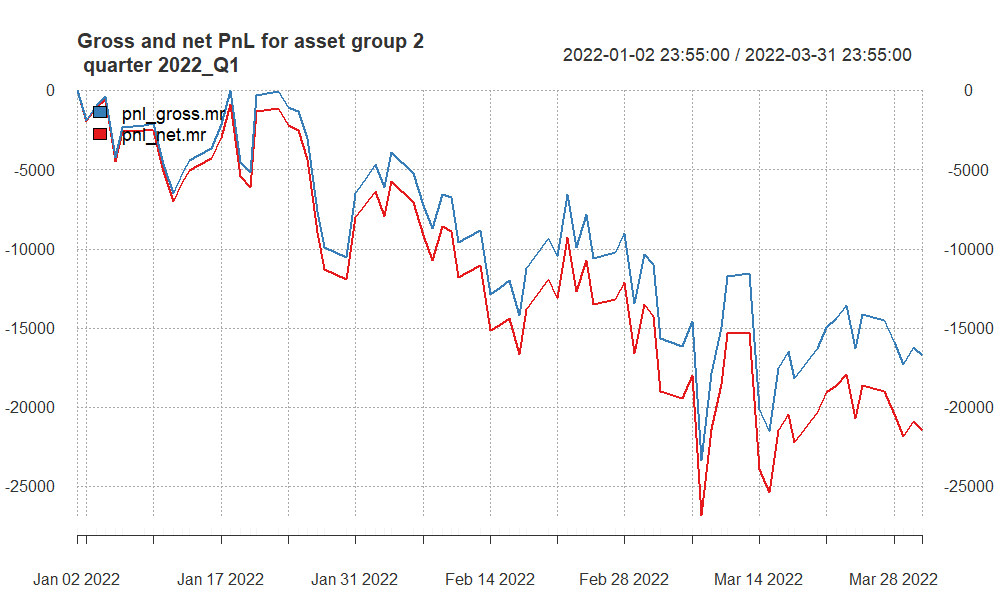 Gross and net PnL for asset group 2
quarter 2022_Q1
2022-01-02 23:55:00 / 2022-03-31 23:55:00
pnl_gross.mr
pnl_net.mr
0
-5000
-10000
-15000
-20000
-25000
0
-5000
-10000
-15000
-20000
-25000
Jan 02 2022 Jan 17 2022 Jan 31 2022 Feb 14 2022 Feb 28 2022 Mar 14 2022 Mar 28 2022